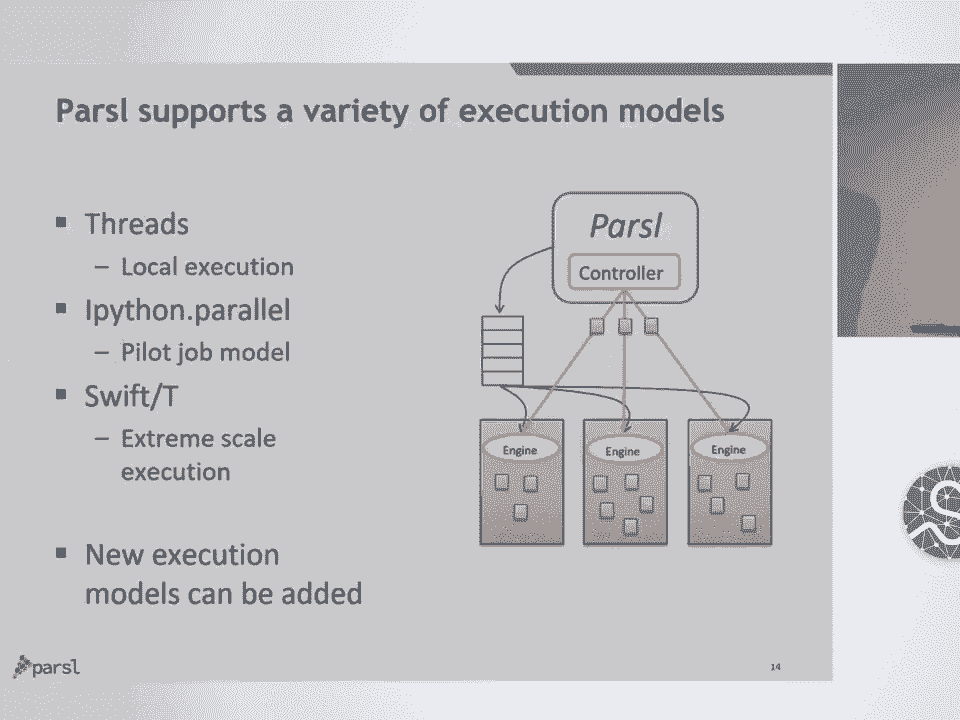 Parsl supports a variety of execution models
▪ Threads
– Local execution
▪ Ipython.parallel
– Pilot job model
▪ Swift/T
– Extreme scale
execution
▪ New execution
models can be added
Parsl
Controller
Engine
Engine
Engine
parsl
14